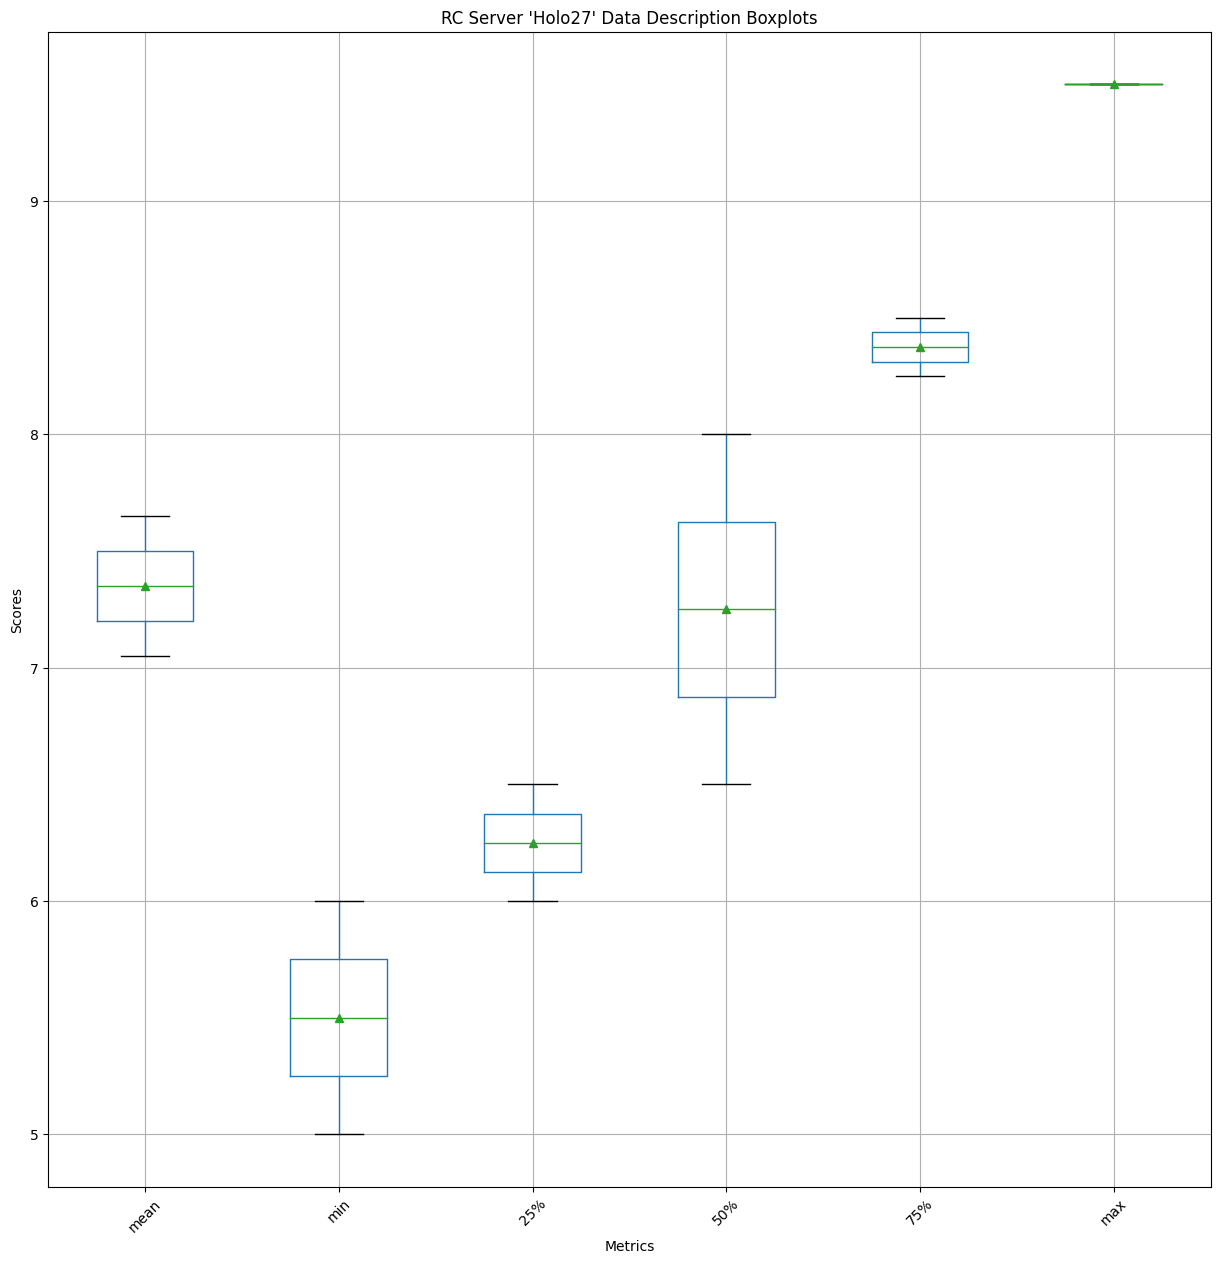 RC Server 'Holo27' Data Description Boxplots
Scores
9
8
7
6
5
mean
min
25%
50%
75%
max
Metrics